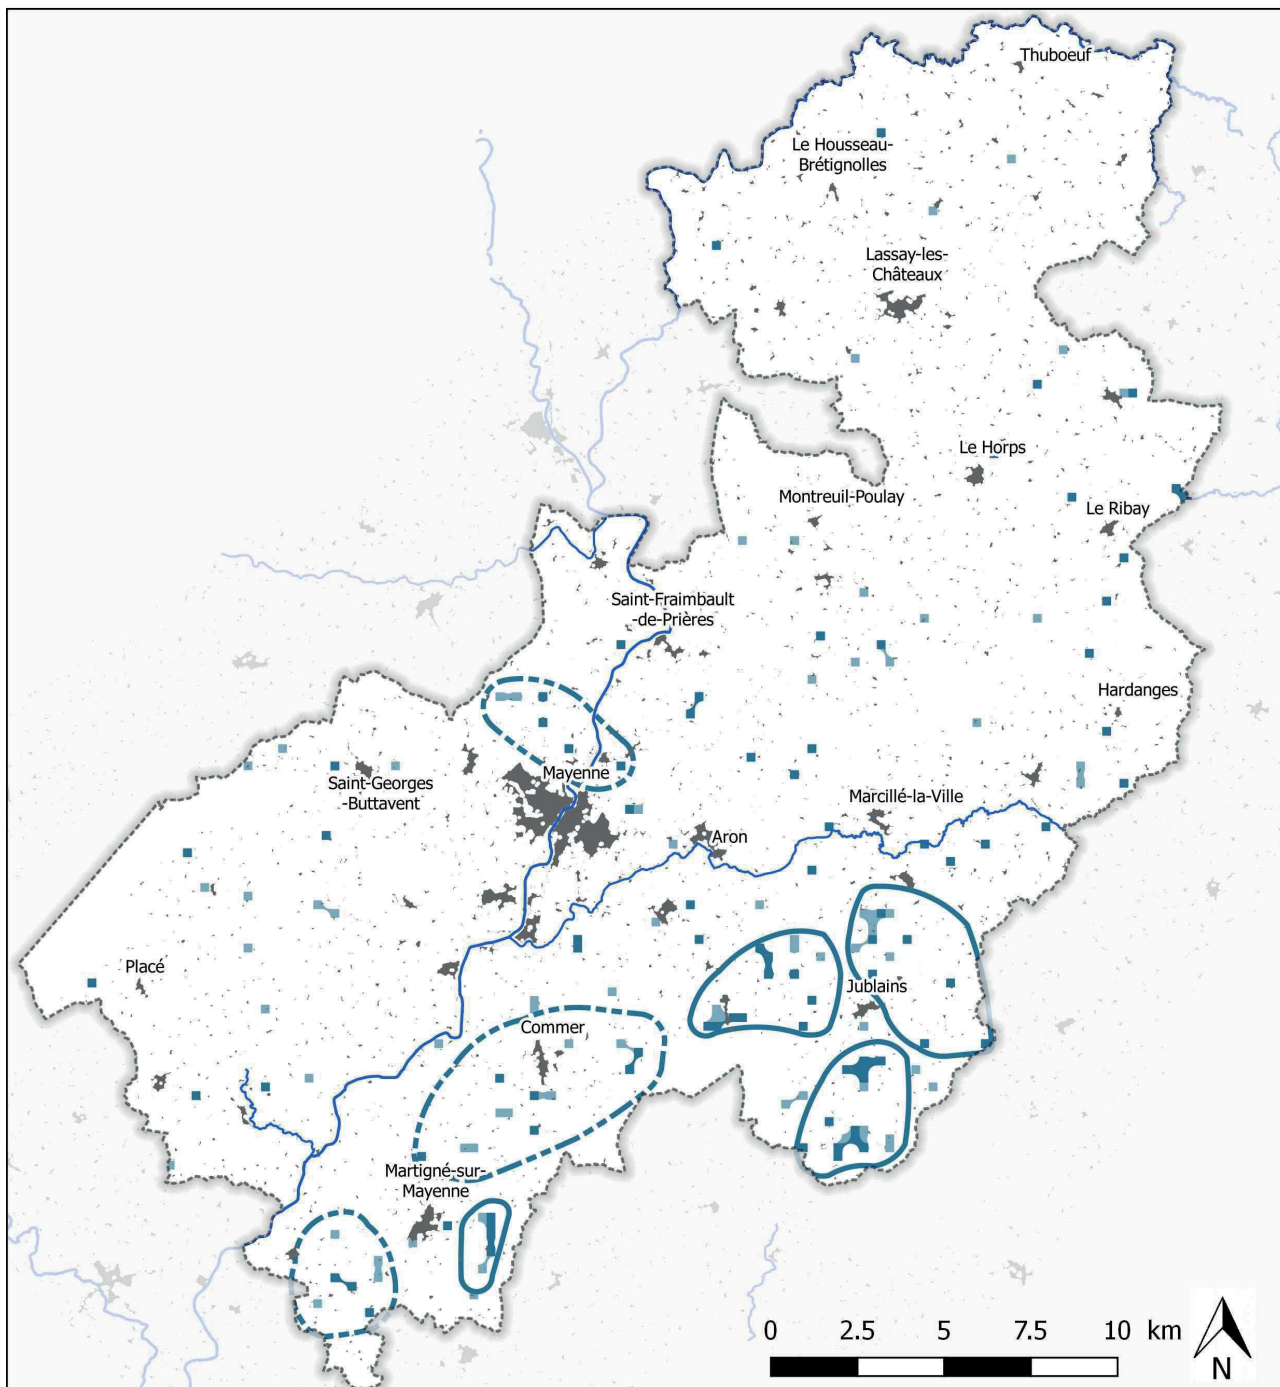 Thuboeuf
Le Housseau-
Brétignolles
Lassay-les-
Châteaux
Le Horps
Montreuil-Poulay
Le Ribay
Saint-Fraimbault
-de-Prières
Hardanges
Mayenne
Saint-Georges
-Buttavent
Marcillé-la-Ville
Aron
Placé
Jublains
Commer
Martigné-sur-
Mayenne
0 2.5 5 7.5 10 km
N